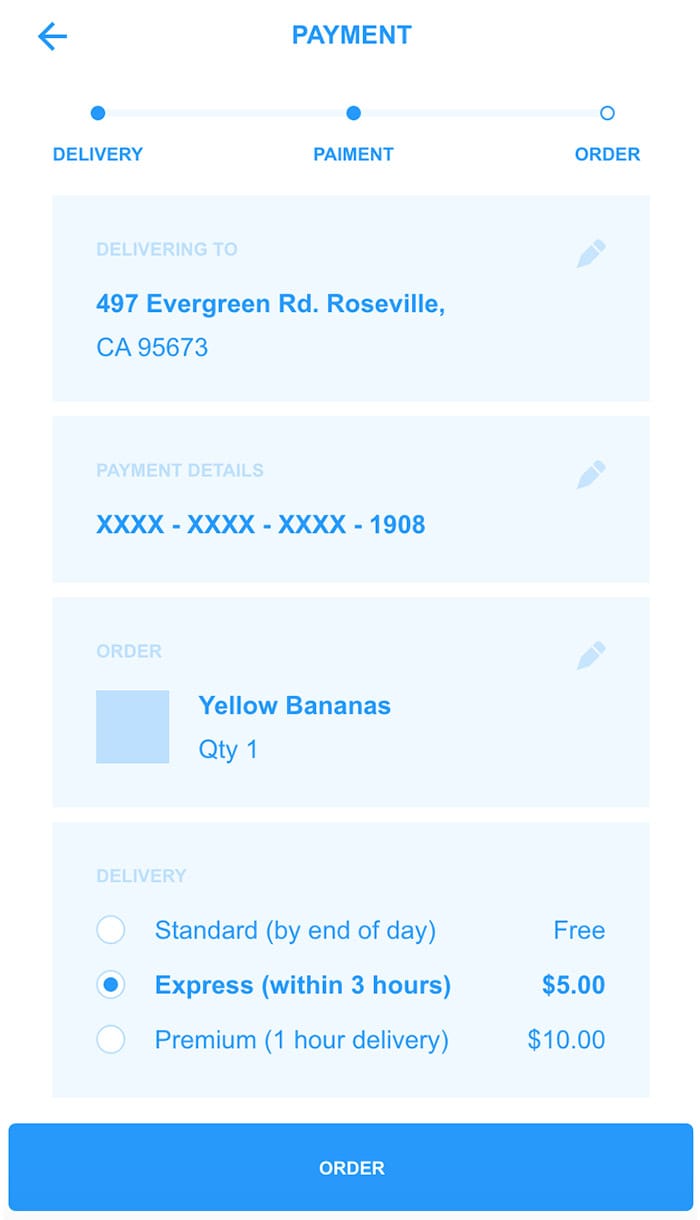 PAYMENT
DELIVERY PAIMENT ORDER
DELIVERING TO
497 Evergreen Rd. Roseville,
CA 95673
PAYMENT DETAILS
XXXX - XXXX - XXXX - 1908
ORDER
Yellow Bananas
Qty 1
DELIVERY
Standard (by end of day) Free
Express (within 3 hours) $5.00
Premium (1 hour delivery) $10.00
ORDER